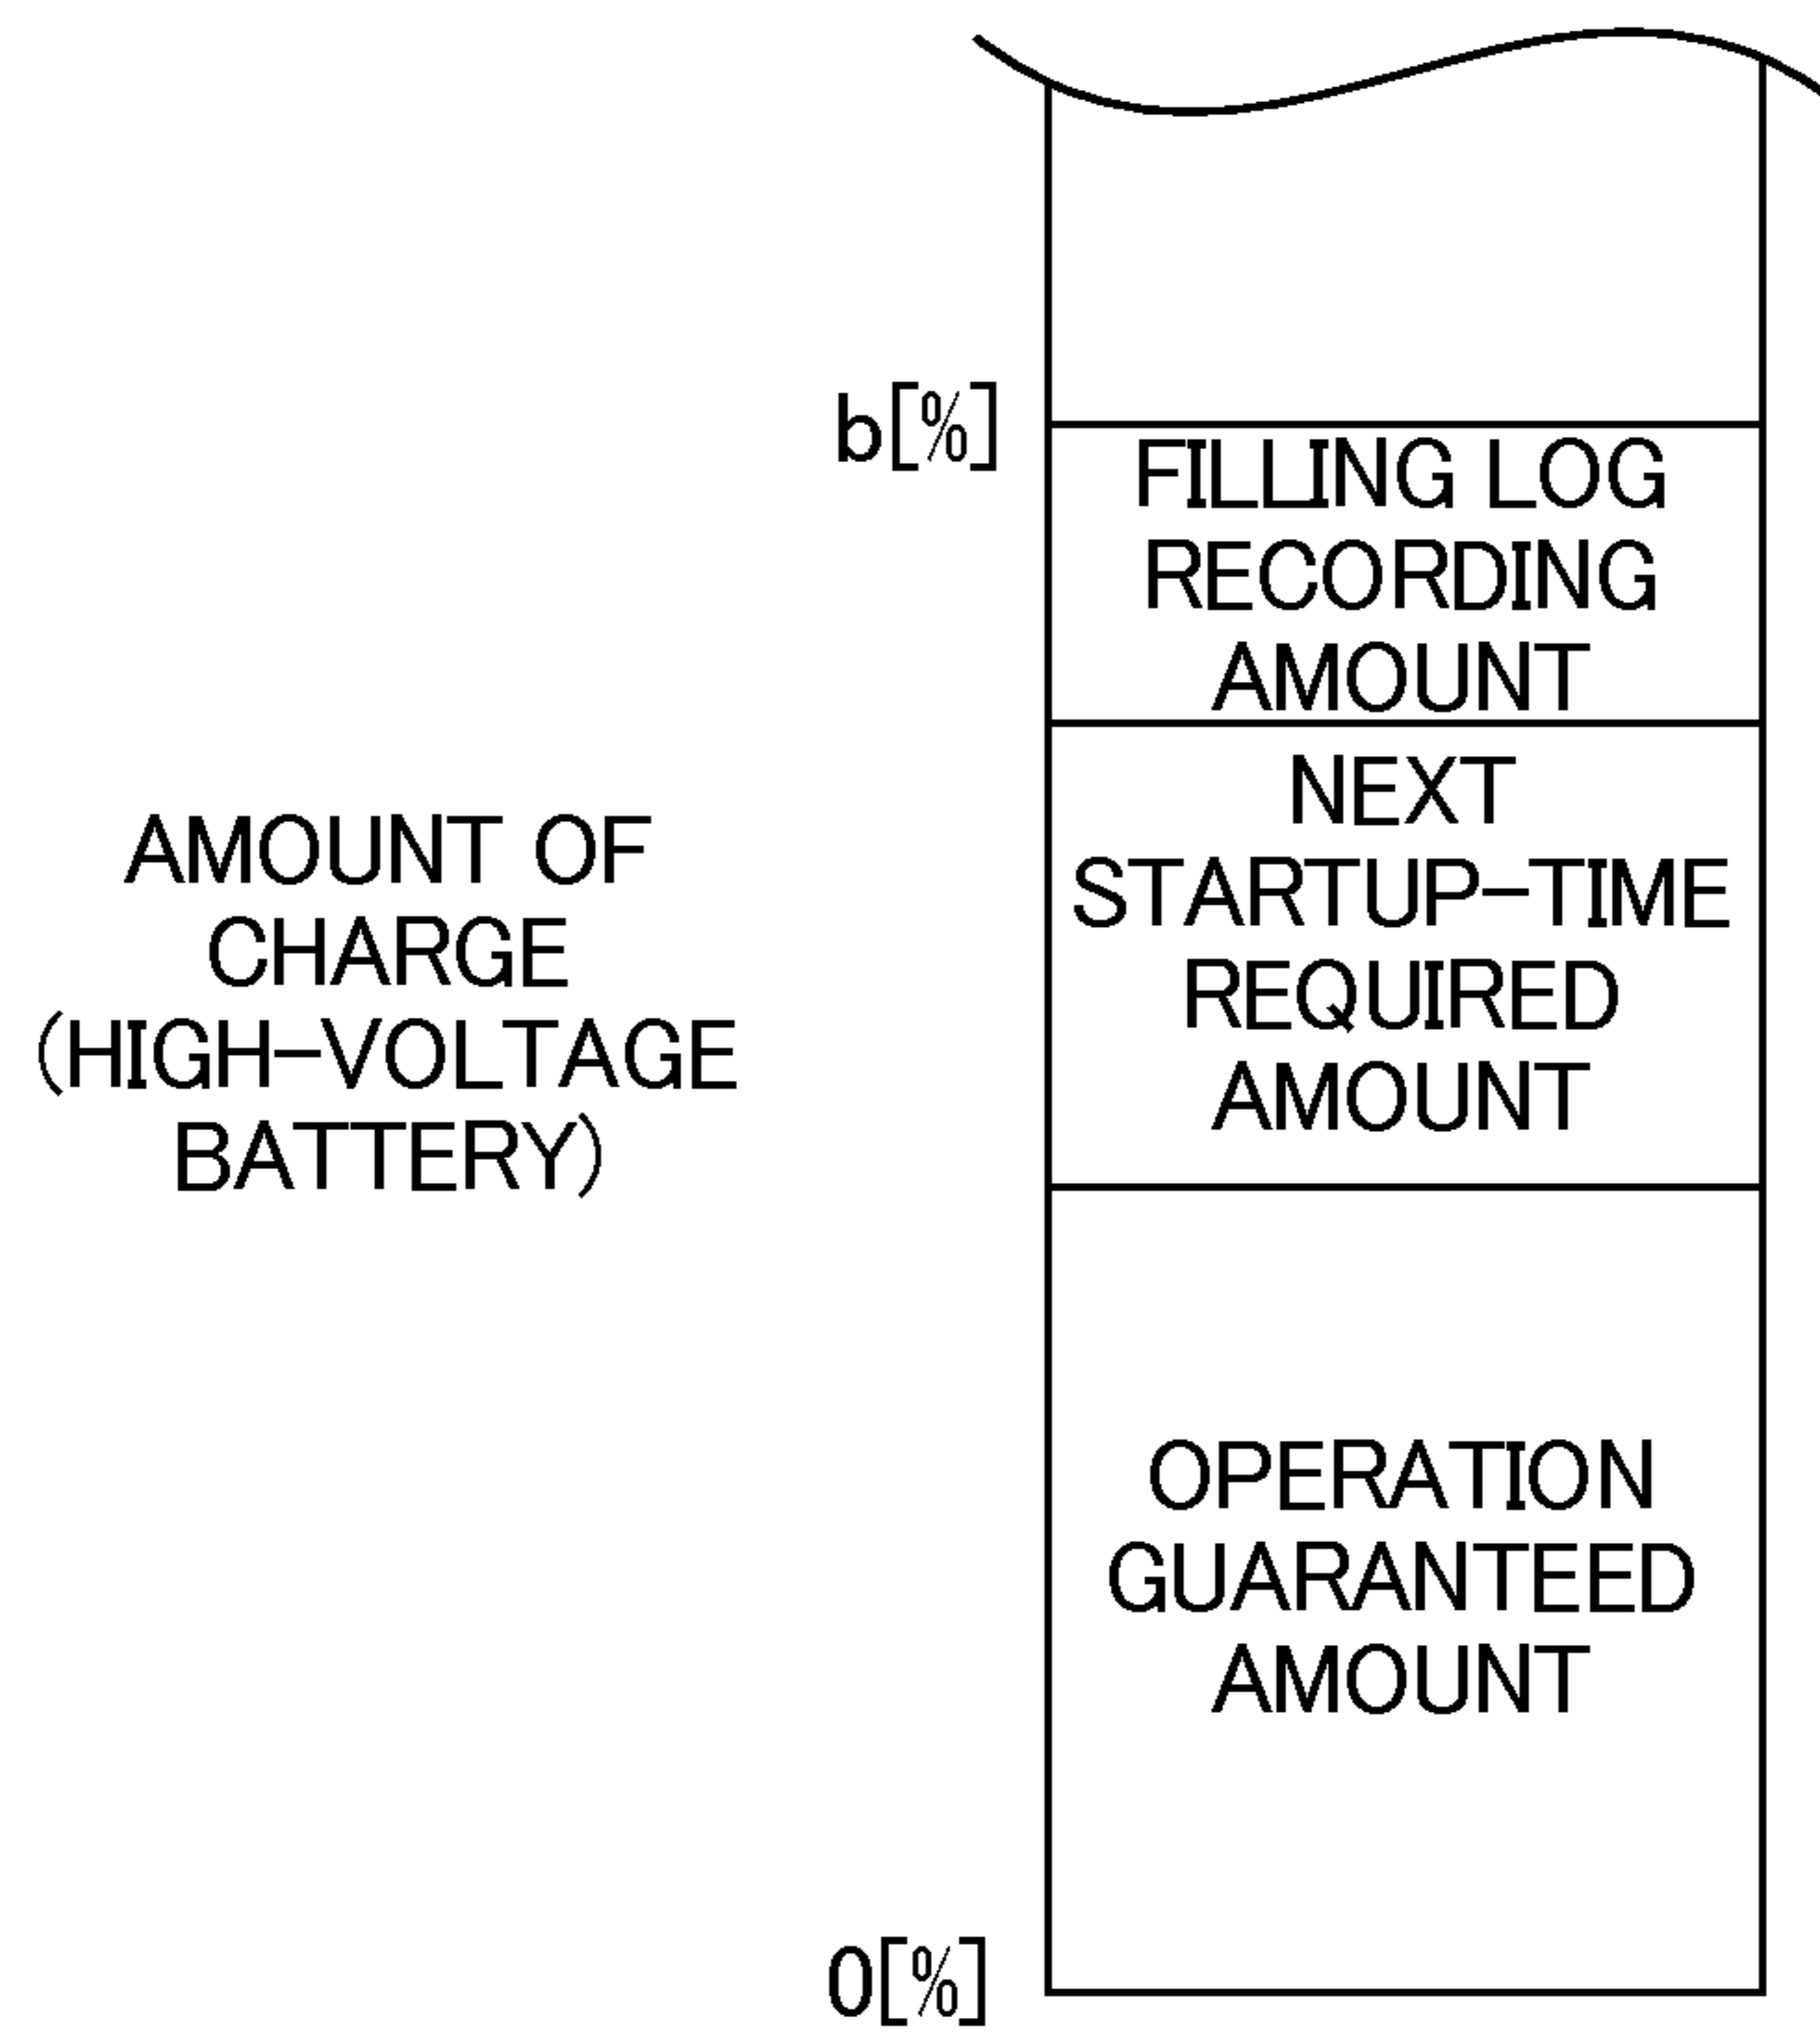 b[%]
FILLING LOG
RECORDING
AMOUNT
NEXT
STARTUP-TIME
REQUIRED
AMOUNT
AMOUNT OF
CHARGE
(HIGH-VOLTAGE
BATTERY)
OPERATION
GUARANTEED
AMOUNT
0[%]